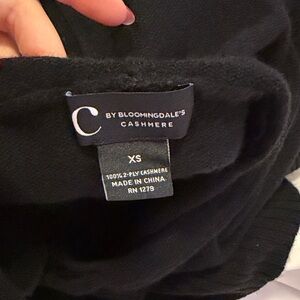 C BY BLOOMINGDALE'S
CASHMERE
XS
100% 2-PLY CASHMERE
MADE IN CHINA
RN 1279